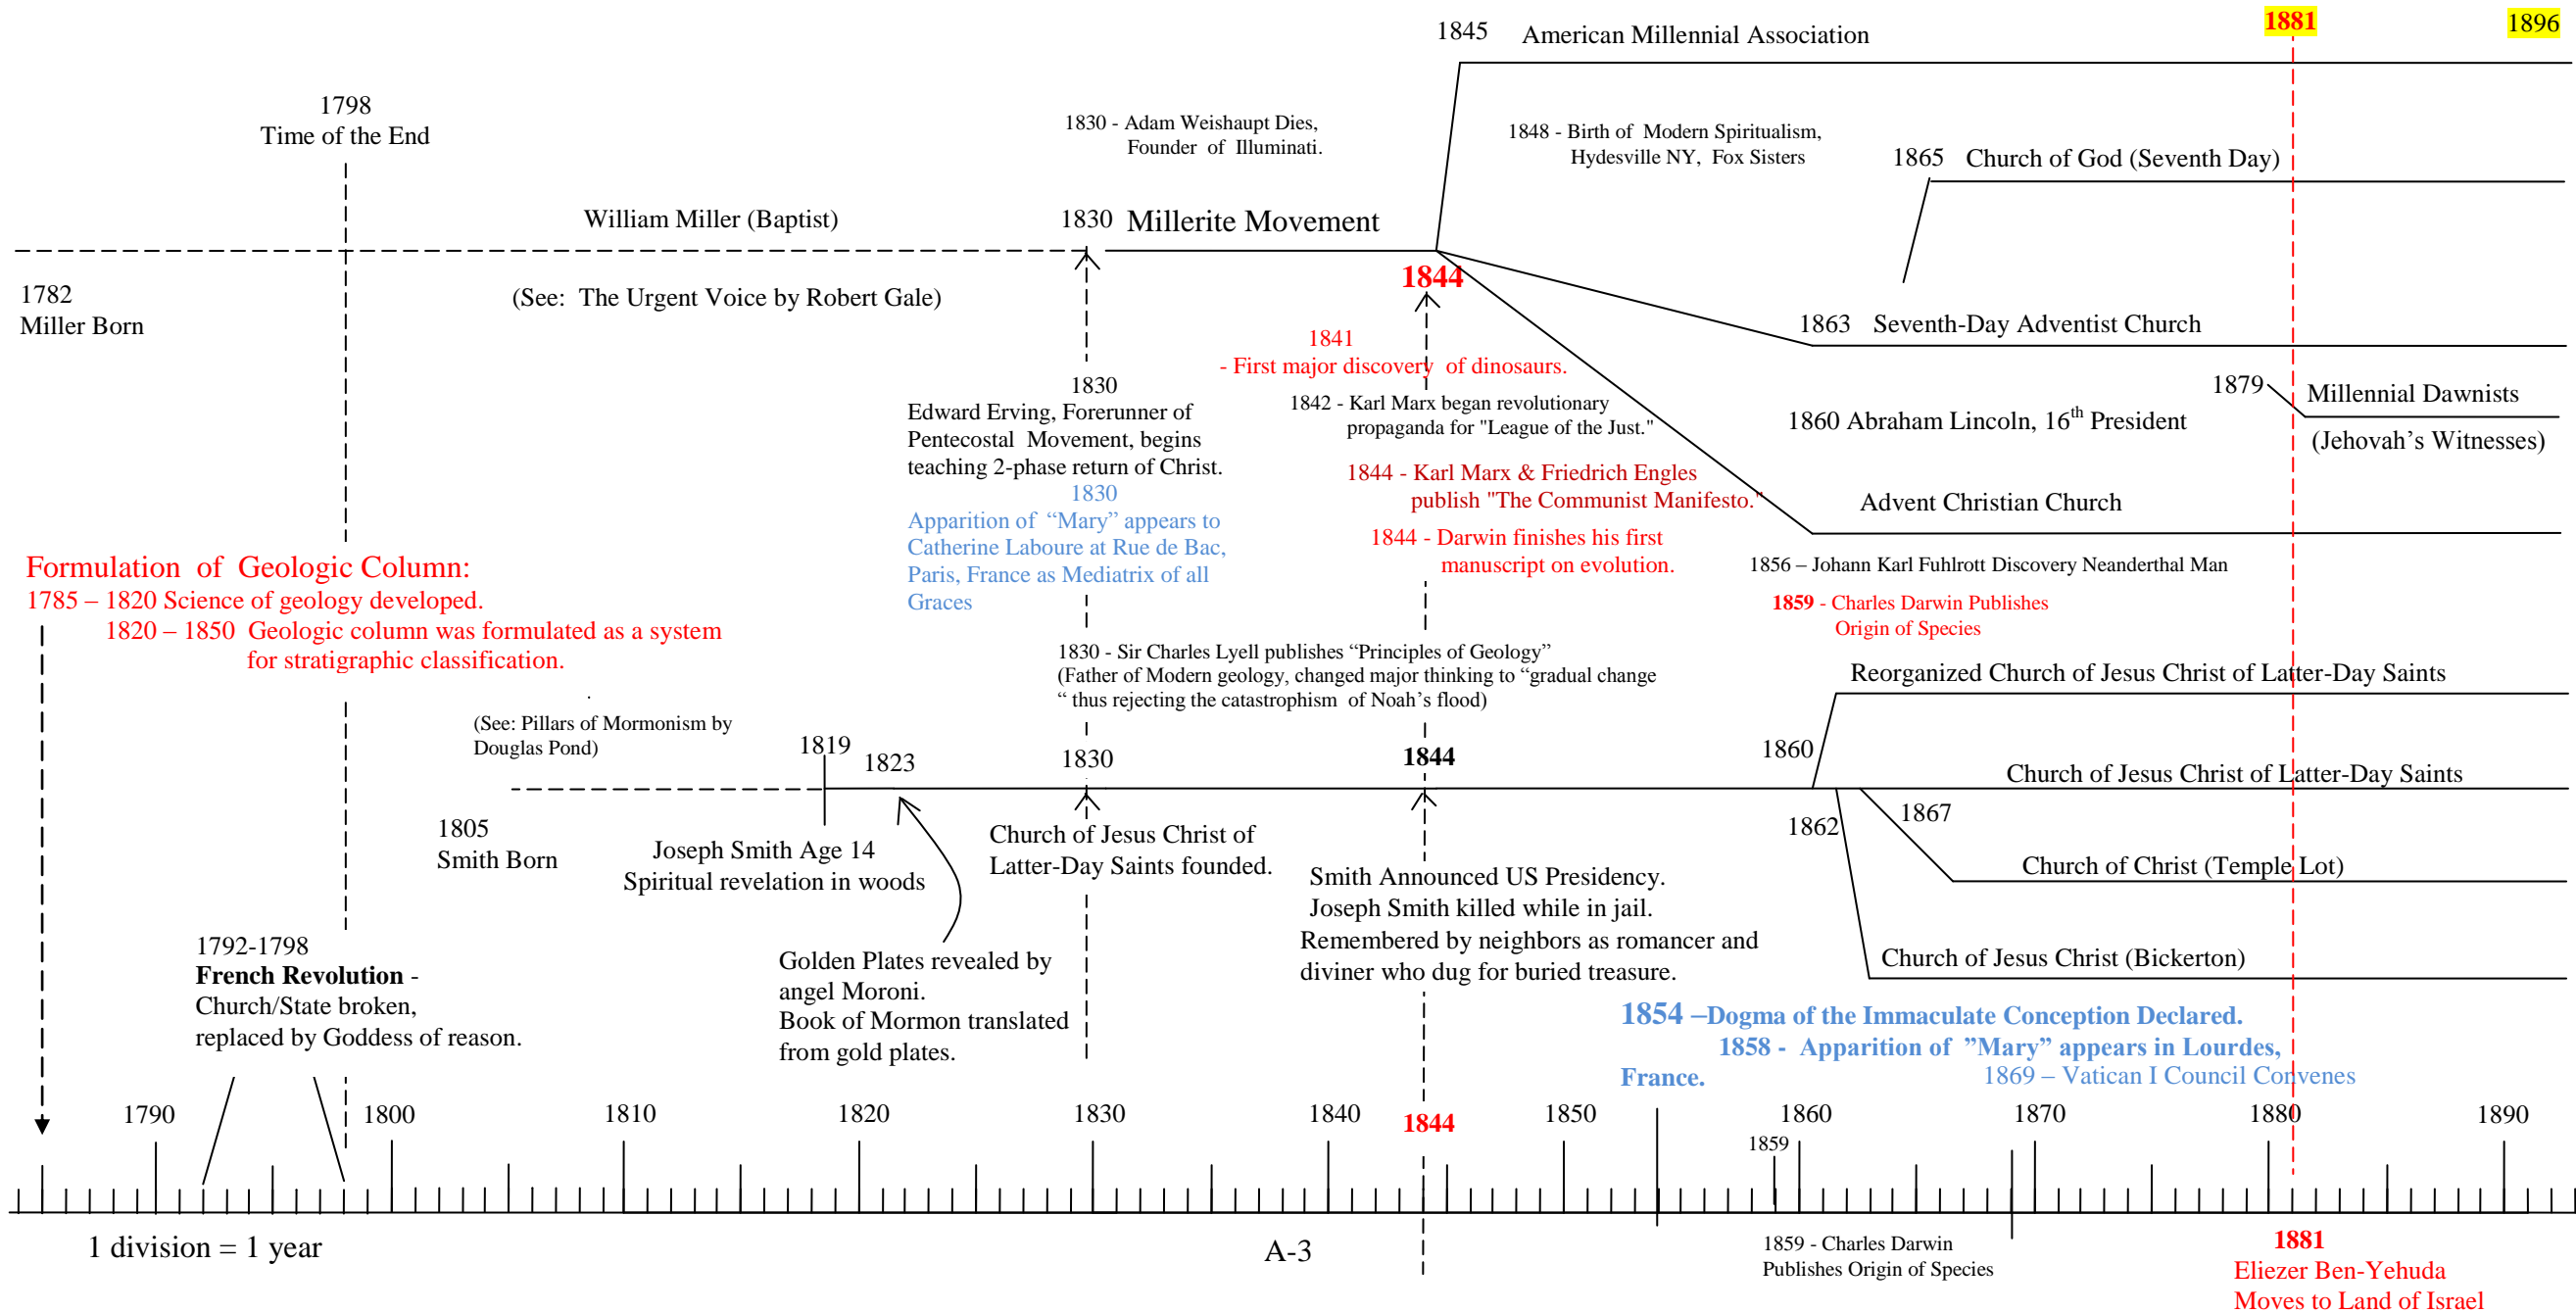 1845 American Millennial Association
1881
1896
1798
Time of the End
1830 - Adam Weishaupt Dies,
Founder of Illuminati.
1848 - Birth of Modern Spiritualism,
Hydesville NY, Fox Sisters
1865 Church of God (Seventh Day)
William Miller (Baptist)
1830 Millerite Movement
1844
1782
Miller Born
(See: The Urgent Voice by Robert Gale)
1863 Seventh-Day Adventist Church
1841
- First major discovery of dinosaurs.
1842 - Karl Marx began revolutionary
propaganda for "League of the Just."
1879 Millennial Dawnists
(Jehovah's Witnesses)
1860 Abraham Lincoln, 16th President
1830
Edward Erving, Forerunner of
Pentecostal Movement, begins
teaching 2-phase return of Christ.
1830
Apparition of “Mary” appears to
Catherine Laboure at Rue de Bac,
Paris, France as Mediatrix of all
Graces
1844 - Karl Marx & Friedrich Engles
publish "The Communist Manifesto."
1844 - Darwin finishes his first
manuscript on evolution.
Advent Christian Church
1856 – Johann Karl Fuhlrott Discovery Neanderthal Man
1859 - Charles Darwin Publishes
Origin of Species
Formulation of Geologic Column:
1785 – 1820 Science of geology developed.
1820 – 1850 Geologic column was formulated as a system
for stratigraphic classification.
1830 - Sir Charles Lyell publishes “Principles of Geology”
(Father of Modern geology, changed major thinking to “gradual change
“ thus rejecting the catastrophism of Noah’s flood)
Reorganized Church of Jesus Christ of Latter-Day Saints
.
(See: Pillars of Mormonism by
Douglas Pond)
1819
1823
1830
1844
1860
Church of Jesus Christ of Latter-Day Saints
1805
Smith Born
Joseph Smith Age 14
Spiritual revelation in woods
Church of Jesus Christ of
Latter-Day Saints founded.
1862
1867
Church of Christ (Temple Lot)
Smith Announced US Presidency.
Joseph Smith killed while in jail.
Remembered by neighbors as romancer and
diviner who dug for buried treasure.
1792-1798
French Revolution -
Church/State broken,
replaced by Goddess of reason.
Golden Plates revealed by
angel Moroni.
Book of Mormon translated
from gold plates.
Church of Jesus Christ (Bickerton)
1854 –Dogma of the Immaculate Conception Declared.
1858 - Apparition of ”Mary” appears in Lourdes,
France.
1869 – Vatican I Council Convenes
1790 1800 1810 1820 1830 1840 1844 1850 1860 1870 1880 1890
1859
1 division = 1 year
A-3
1859 - Charles Darwin
Publishes Origin of Species
1881
Eliezer Ben-Yehuda
Moves to Land of Israel